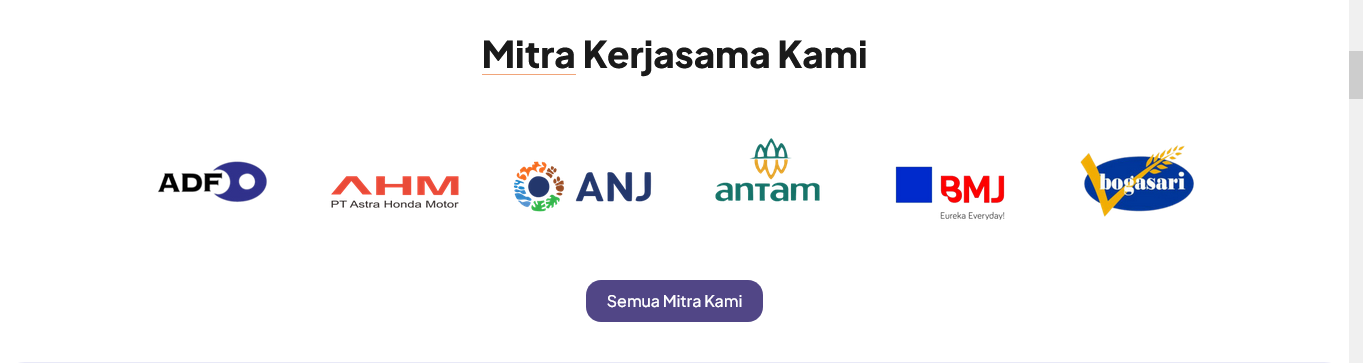 Mitra Kerjasama Kami
ADF
AHM
PT Astra Honda Motor
ANJ
antam
BMJ
Eureka Everyday!
bogasari
Semua Mitra Kami